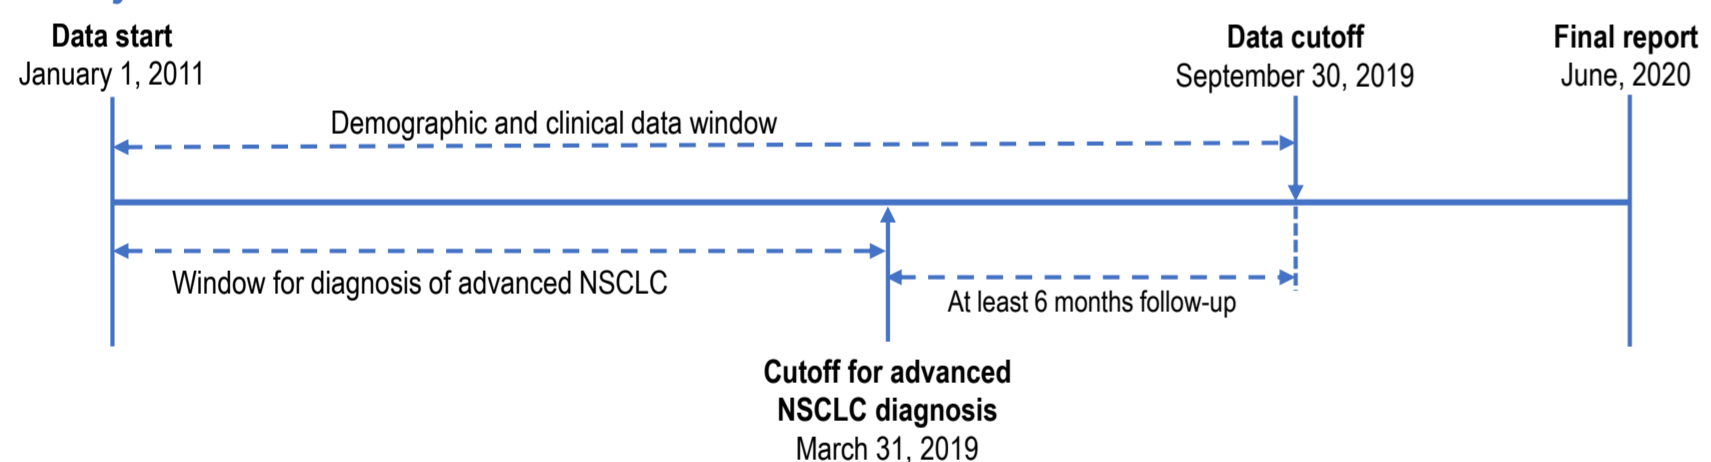 Data start
January 1, 2011
Data cutoff
September 30, 2019
Final report
June, 2020
Demographic and clinical data window
Window for diagnosis of advanced NSCLC
At least 6 months follow-up
Cutoff for advanced
NSCLC diagnosis
March 31, 2019